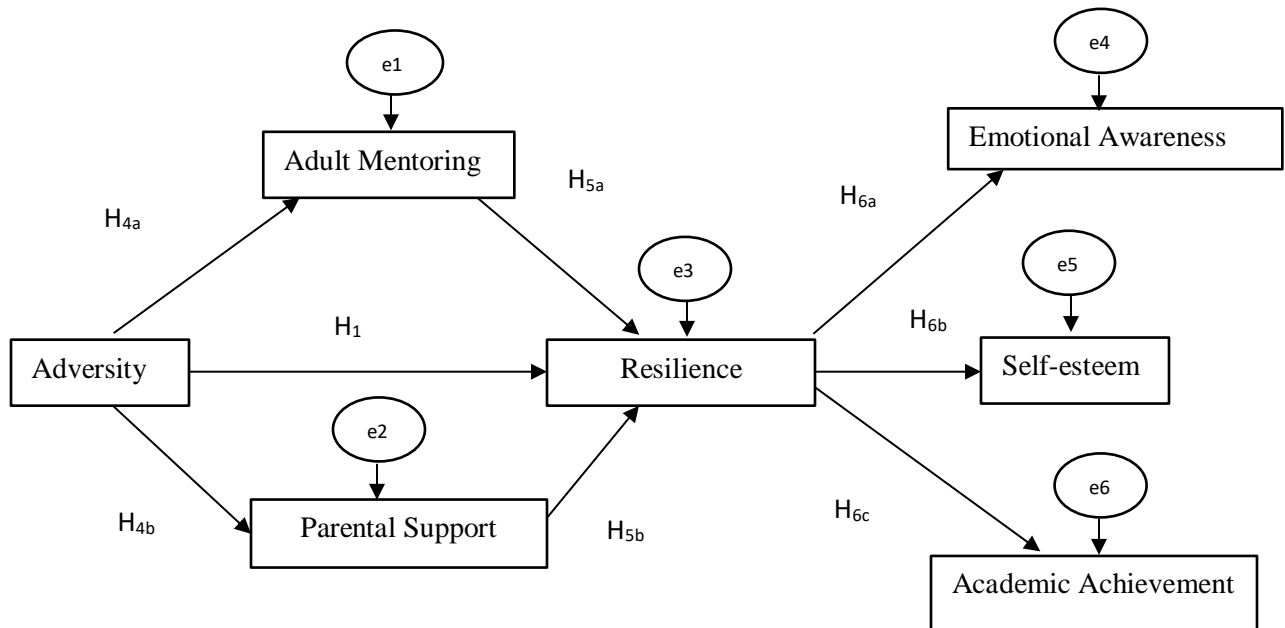 e4
e1
Emotional Awareness
Adult Mentoring
H5a
H6a
H4a
e5
e3
H1
H6b
Adversity
Resilience
Self-esteem
e2
e6
H4b
Parental Support
H5b
H6c
Academic Achievement